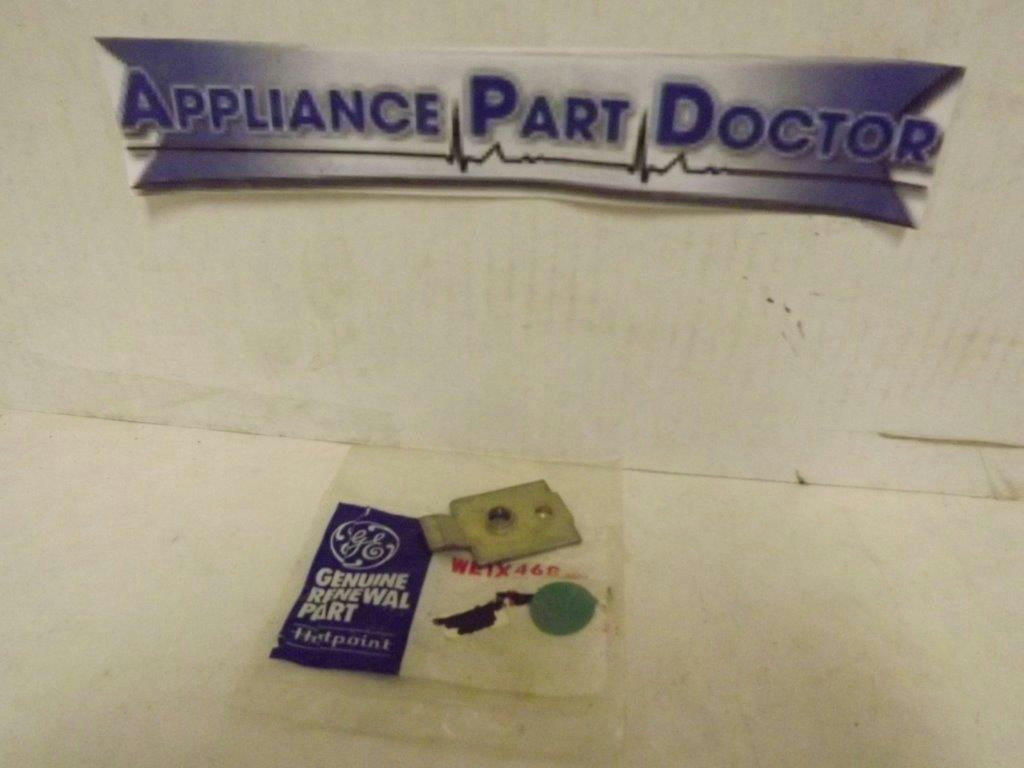 APPLIANCE PART DOCTOR
GE
GENUINE
RENEWAL
PART
Hotpoint